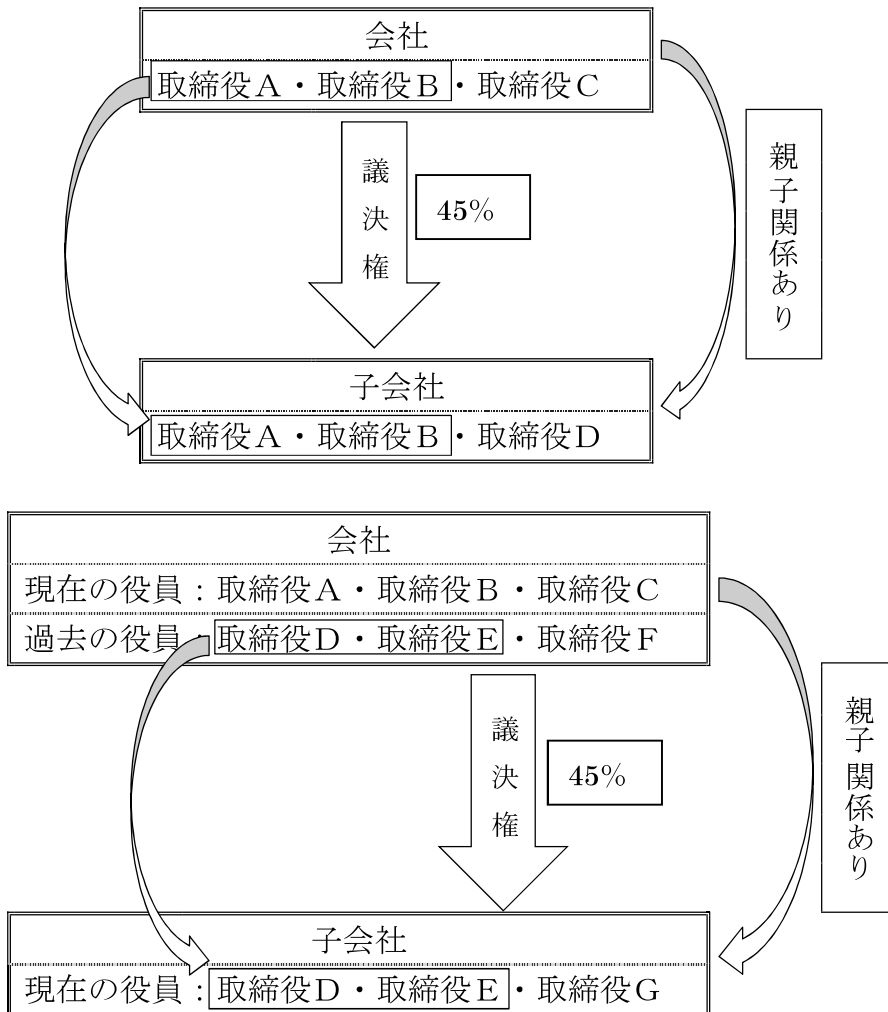 会社
取締役A・取締役B・取締役C
議決権
45%
親子関係あり
子会社
取締役A・取締役B・取締役D
会社
現在の役員：取締役A・取締役B・取締役C
過去の役員：取締役D・取締役E・取締役F
議決権
45%
親子関係あり
子会社
現在の役員：取締役D・取締役E・取締役G